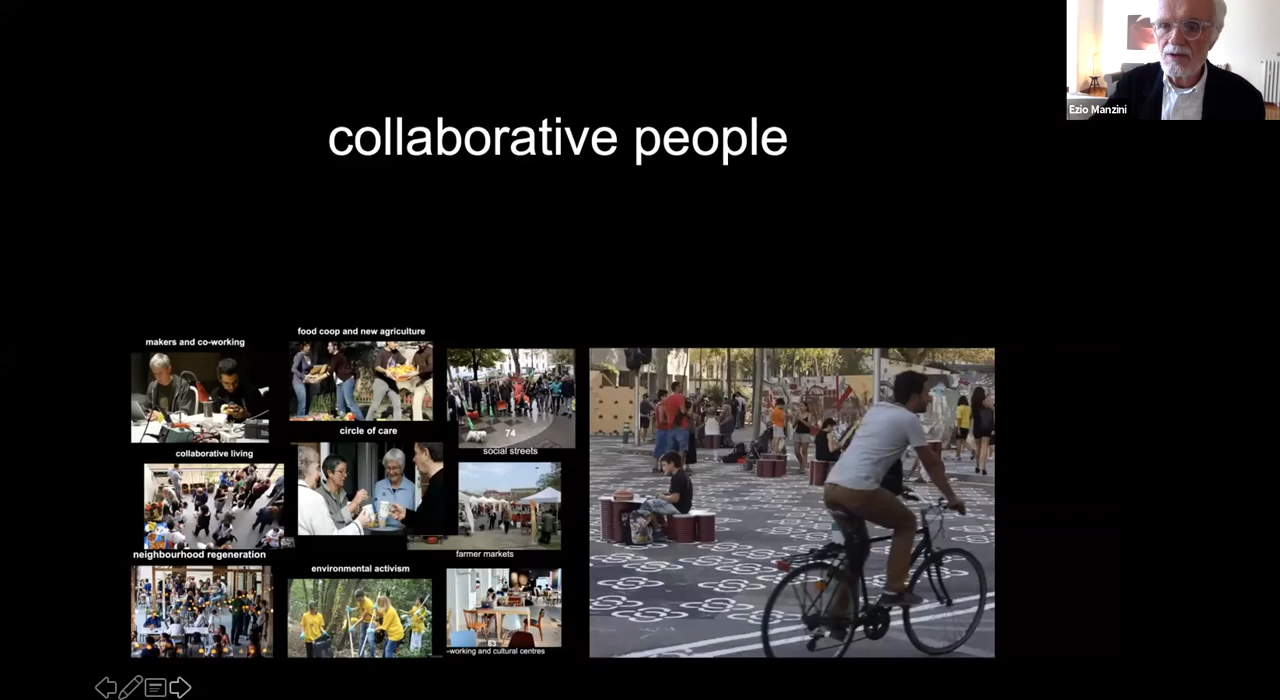 Ezio Manzini
collaborative people
food coop and new agriculture
makers and co-working
circle of care
74
social streets
collaborative living
neighbourhood regeneration
farmer markets
environmental activism
-working and cultural centres